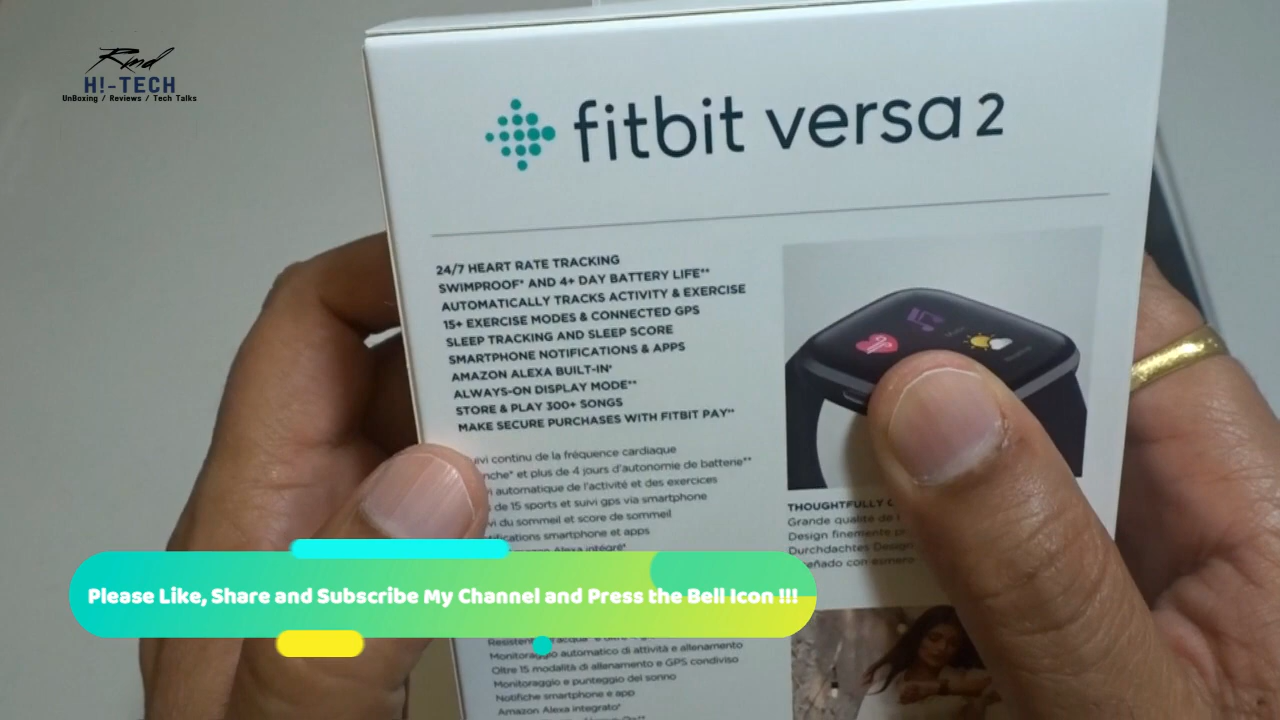 Rmd
H!-TECH
UnBoxing / Reviews / Tech Talks
fitbit versa 2
24/7 HEART RATE TRACKING
SWIMPROOF* AND 4+ DAY BATTERY LIFE**
AUTOMATICALLY TRACKS ACTIVITY & EXERCISE
15+ EXERCISE MODES & CONNECTED GPS
SLEEP TRACKING AND SLEEP SCORE
SMARTPHONE NOTIFICATIONS & APPS
AMAZON ALEXA BUILT-IN*
ALWAYS-ON DISPLAY MODE**
STORE & PLAY 300+ SONGS
MAKE SECURE PURCHASES WITH FITBIT PAY**
continu de la fréquence cardiaque
et plus de 4 jours d'autonomie de batterie**
automatique de l'activité et des exercices
de 15 sports et suivi gps via smartphone
du sommeil et score de sommeil
smartphone et apps
Alexa intégré*
THOUGHTFULLY
Grande qualité de
Design finement
Durchdachtes Design
con esmero
Please Like, Share and Subscribe My Channel and Press the Bell Icon !!!
Monitoraggio automatico di attività e allenamento
Oltre 15 modalità di allenamento e GPS condiviso
Monitoraggio e punteggio del sonno
Notifiche smartphone e app
Amazon Alexa integrato*